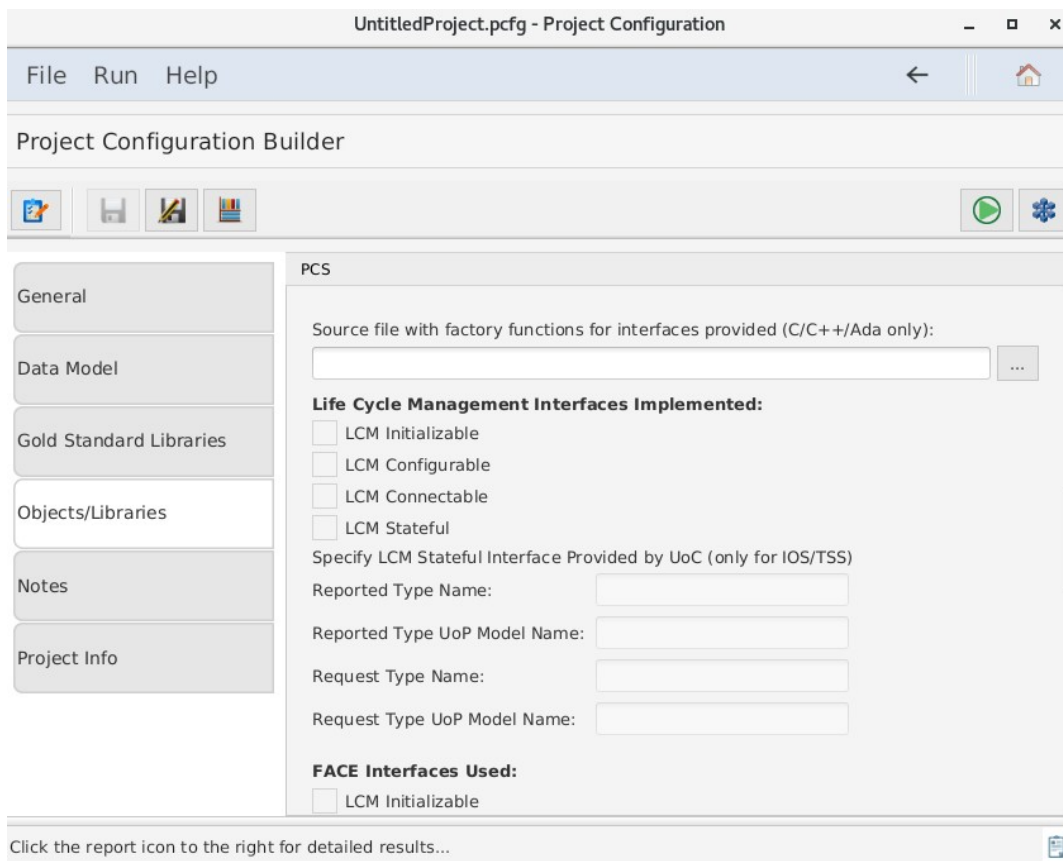 UntitledProject.pcfg - Project Configuration
File Run Help
Project Configuration Builder
General
Data Model
Gold Standard Libraries
Objects/Libraries
Notes
Project Info
PCS
Source file with factory functions for interfaces provided (C/C++/Ada only):
...
Life Cycle Management Interfaces Implemented:
LCM Initializable
LCM Configurable
LCM Connectable
LCM Stateful
Specify LCM Stateful Interface Provided by UoC (only for IOS/TSS)
Reported Type Name:
Reported Type UoP Model Name:
Request Type Name:
Request Type UoP Model Name:
FACE Interfaces Used:
LCM Initializable
Click the report icon to the right for detailed results...